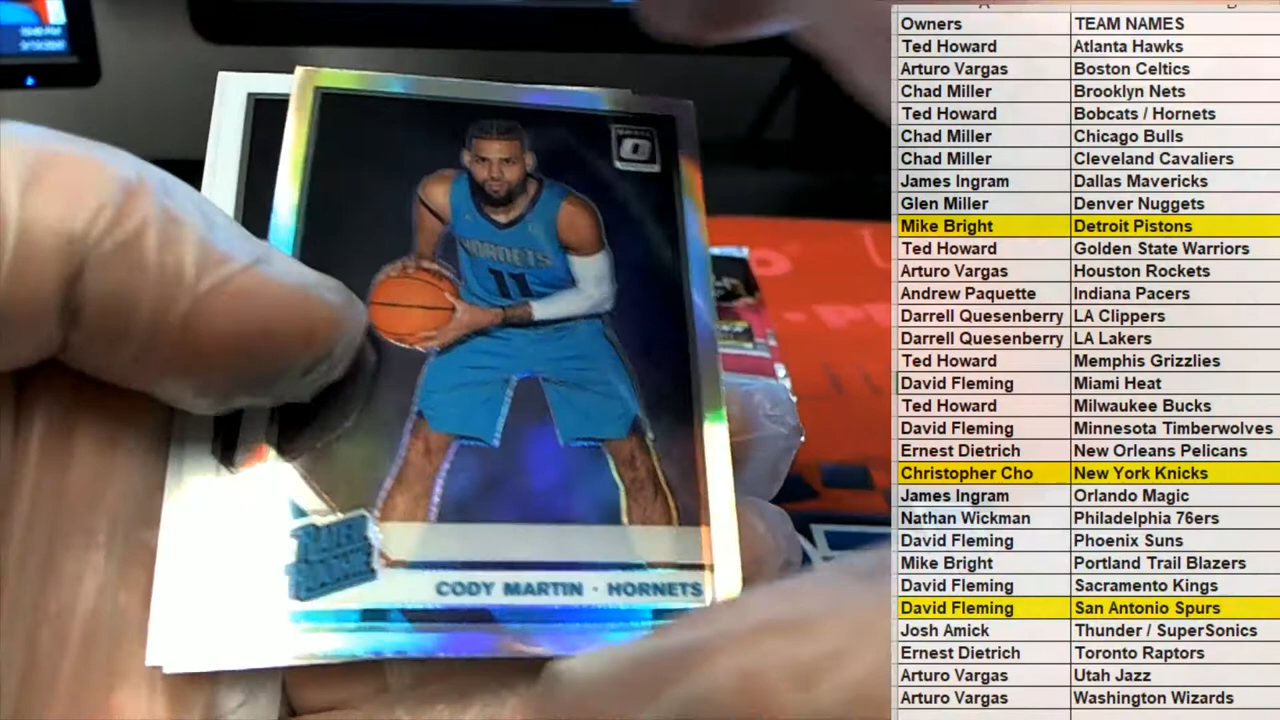 Owners TEAM NAMES
Ted Howard Atlanta Hawks
Arturo Vargas Boston Celtics
Chad Miller Brooklyn Nets
Ted Howard Bobcats / Hornets
Chad Miller Chicago Bulls
Chad Miller Cleveland Cavaliers
James Ingram Dallas Mavericks
Glen Miller Denver Nuggets
Mike Bright Detroit Pistons
Ted Howard Golden State Warriors
Arturo Vargas Houston Rockets
Andrew Paquette Indiana Pacers
Darrell Quesenberry LA Clippers
Darrell Quesenberry LA Lakers
Ted Howard Memphis Grizzlies
David Fleming Miami Heat
Ted Howard Milwaukee Bucks
David Fleming Minnesota Timberwolves
Ernest Dietrich New Orleans Pelicans
Christopher Cho New York Knicks
James Ingram Orlando Magic
Nathan Wickman Philadelphia 76ers
David Fleming Phoenix Suns
Mike Bright Portland Trail Blazers
David Fleming Sacramento Kings
David Fleming San Antonio Spurs
Josh Amick Thunder / SuperSonics
Ernest Dietrich Toronto Raptors
Arturo Vargas Utah Jazz
Arturo Vargas Washington Wizards
HORNETS
11
CODY MARTIN · HORNETS